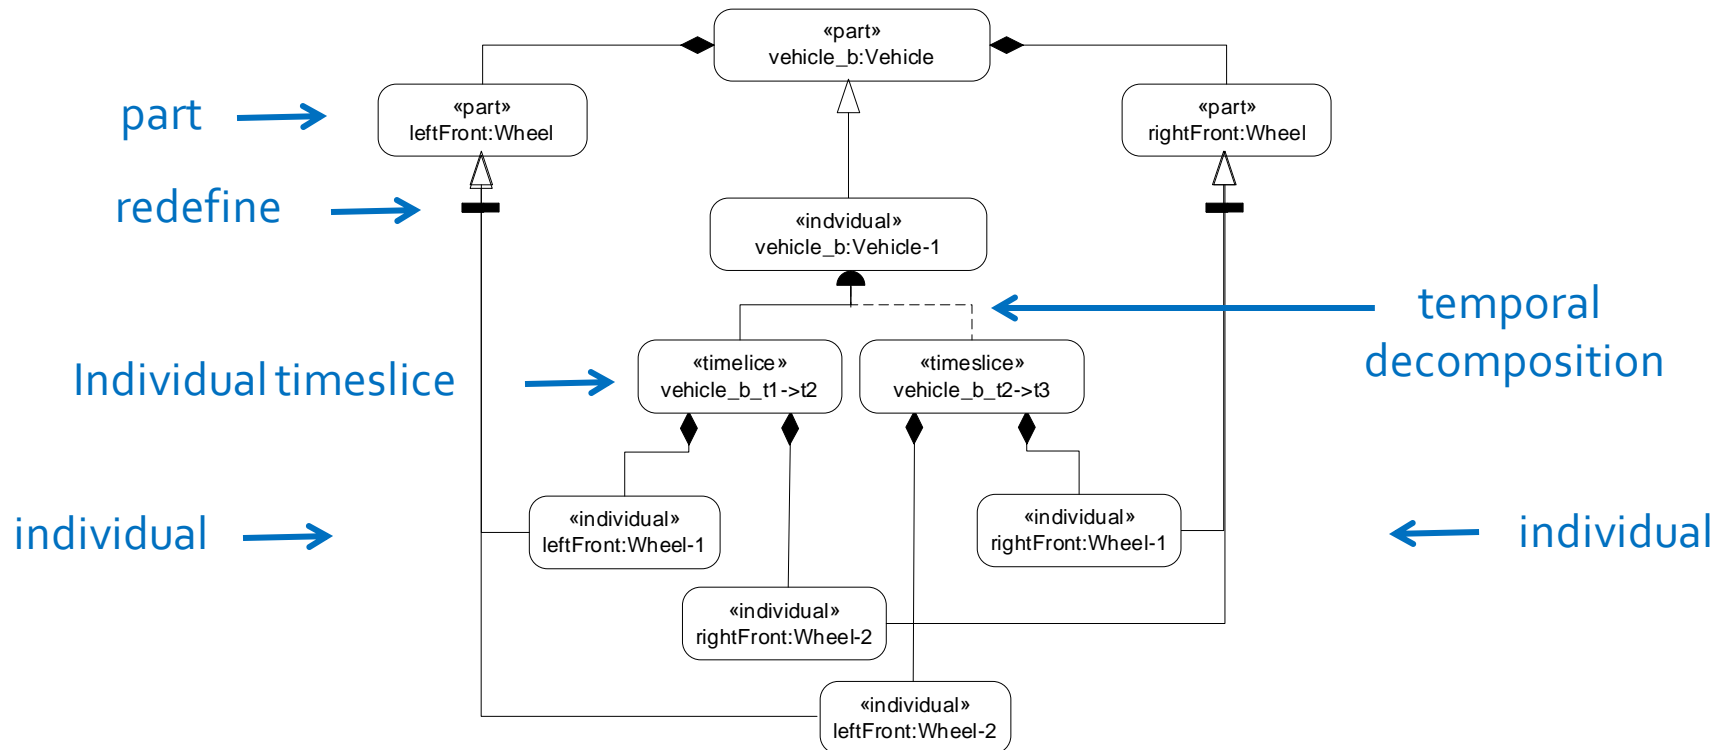 «part»
vehicle_b:Vehicle
part
«part»
leftFront:Wheel
«part»
rightFront:Wheel
redefine
«indvidual»
vehicle_b:Vehicle-1
temporal
decomposition
Individual timeslice
«timelice»
vehicle_b_t1->t2
«timeslice»
vehicle_b_t2->t3
individual
«individual»
leftFront:Wheel-1
«individual»
rightFront:Wheel-1
individual
«individual»
rightFront:Wheel-2
«individual»
leftFront:Wheel-2